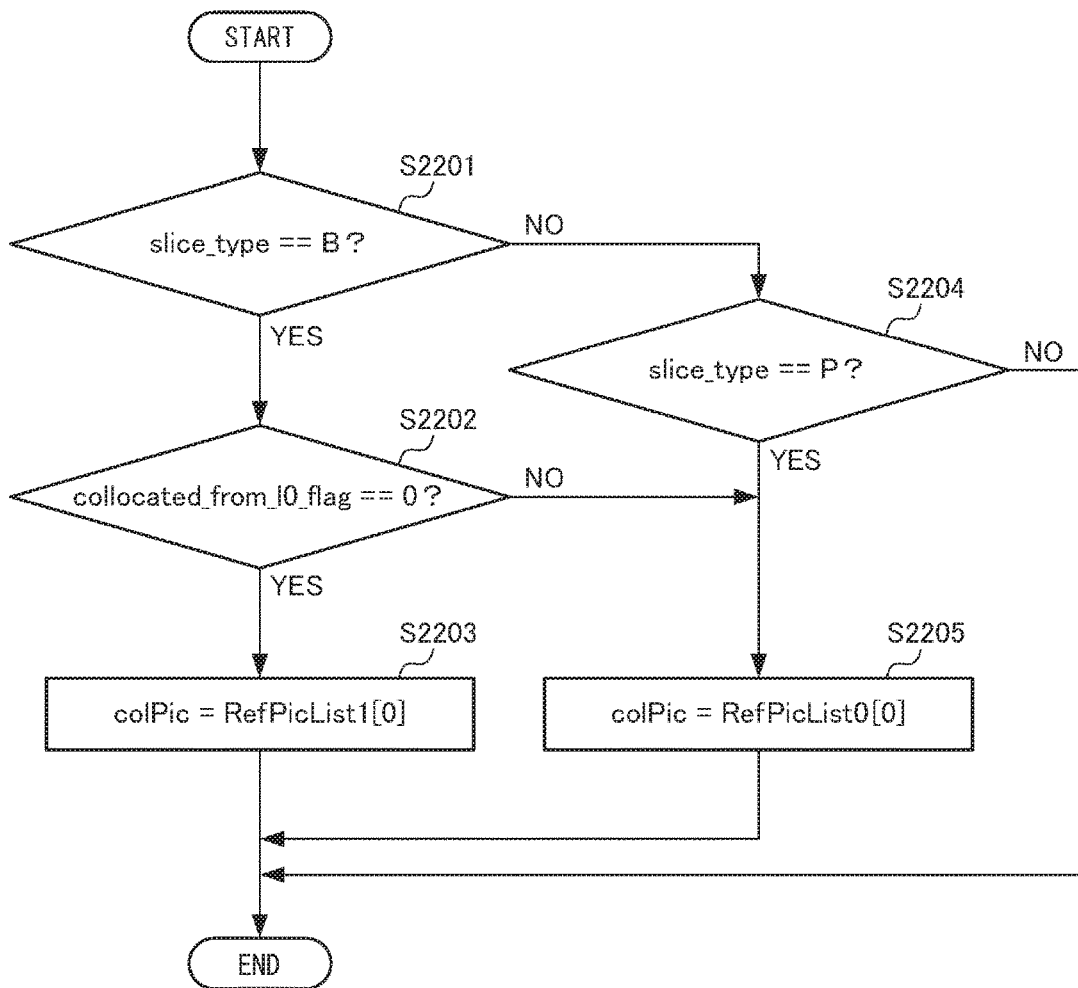 START
S2201
slice_type == B?
NO
YES
S2204
slice_type == P?
NO
YES
S2202
collocated_from_l0_flag == 0?
NO
YES
S2203
colPic = RefPicList1[0]
S2205
colPic = RefPicList0[0]
END